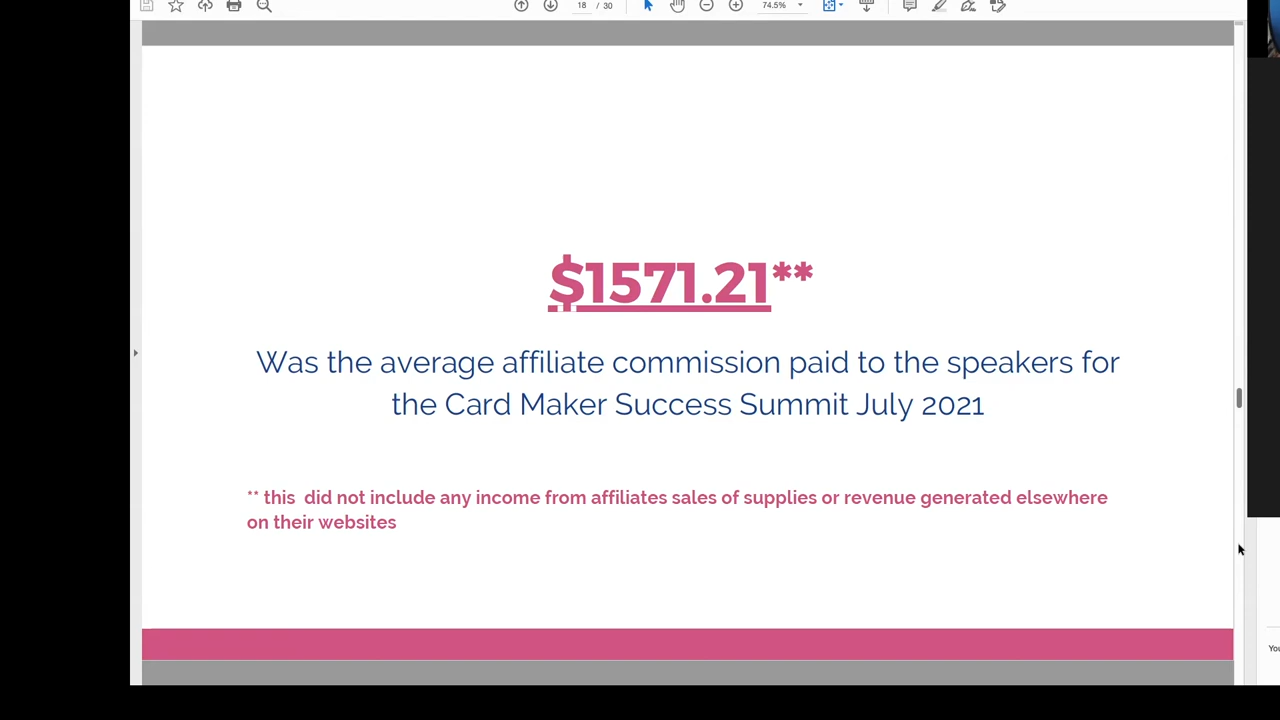 18 / 30
74.5%
$1571.21**
Was the average affiliate commission paid to the speakers for
the Card Maker Success Summit July 2021
** this  did not include any income from affiliates sales of supplies or revenue generated elsewhere
on their websites
You